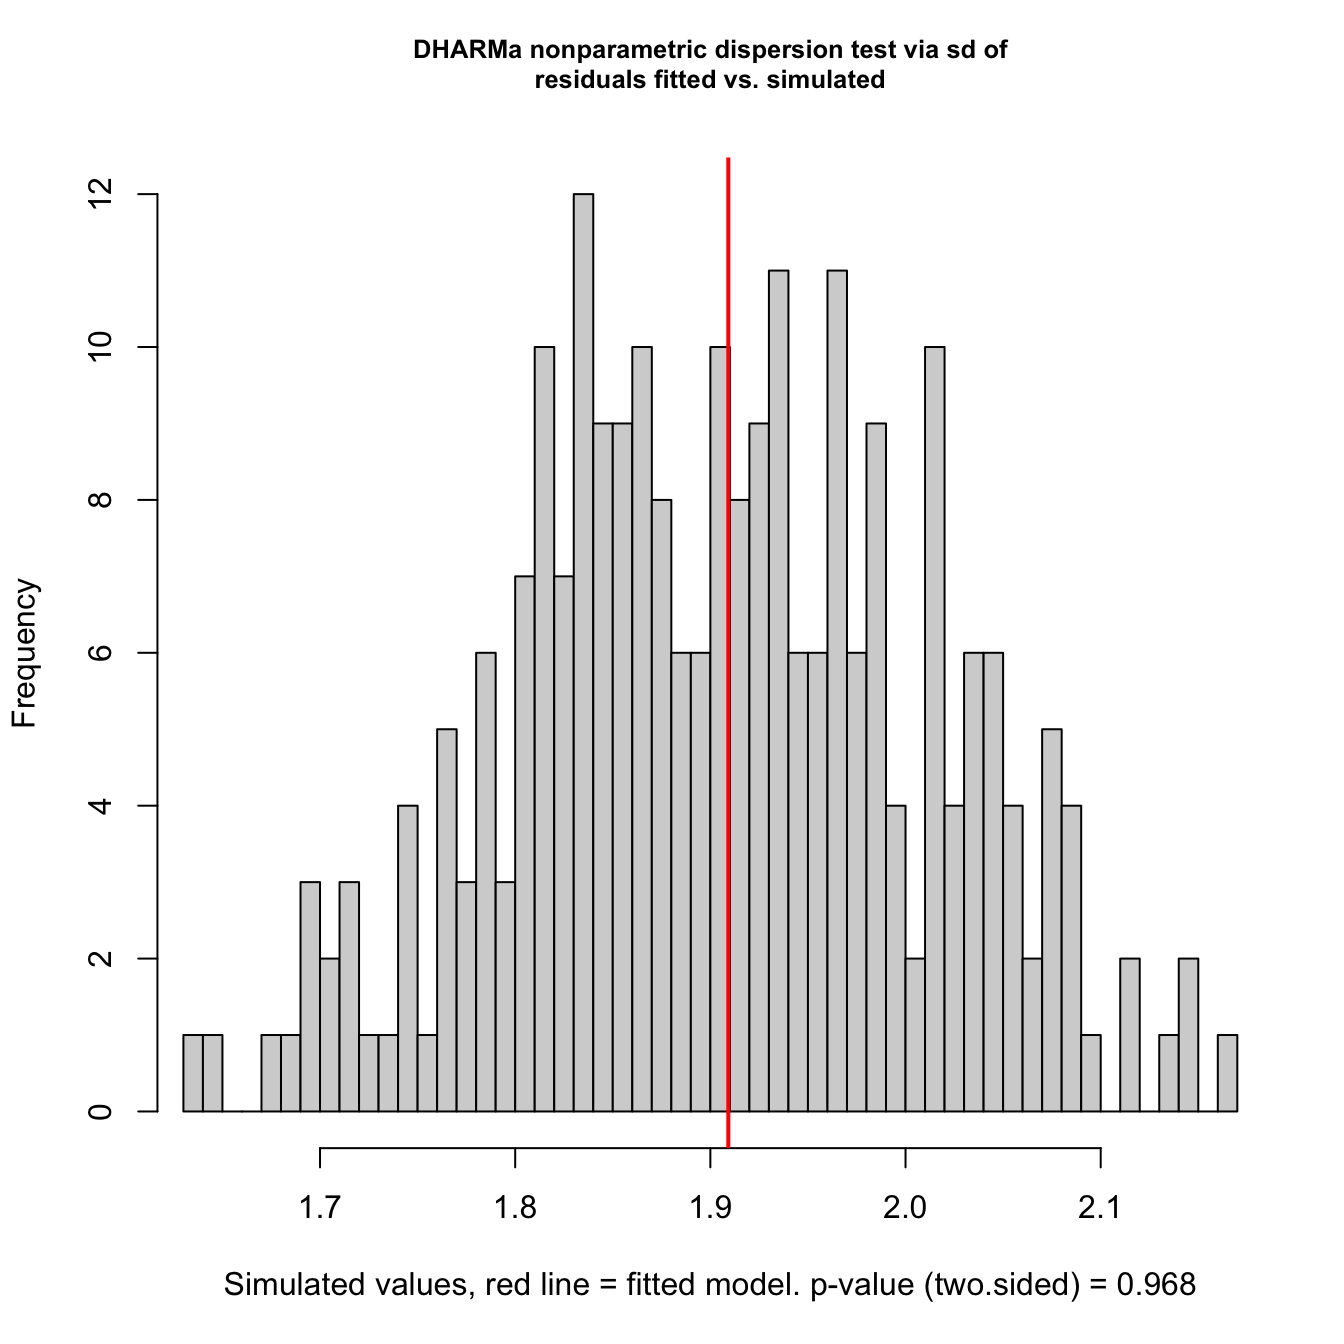 DHARMa nonparametric dispersion test via sd of
residuals fitted vs. simulated
12
10
8
6
4
2
0
Frequency
1.7 1.8 1.9 2.0 2.1
Simulated values, red line = fitted model. p-value (two.sided) = 0.968